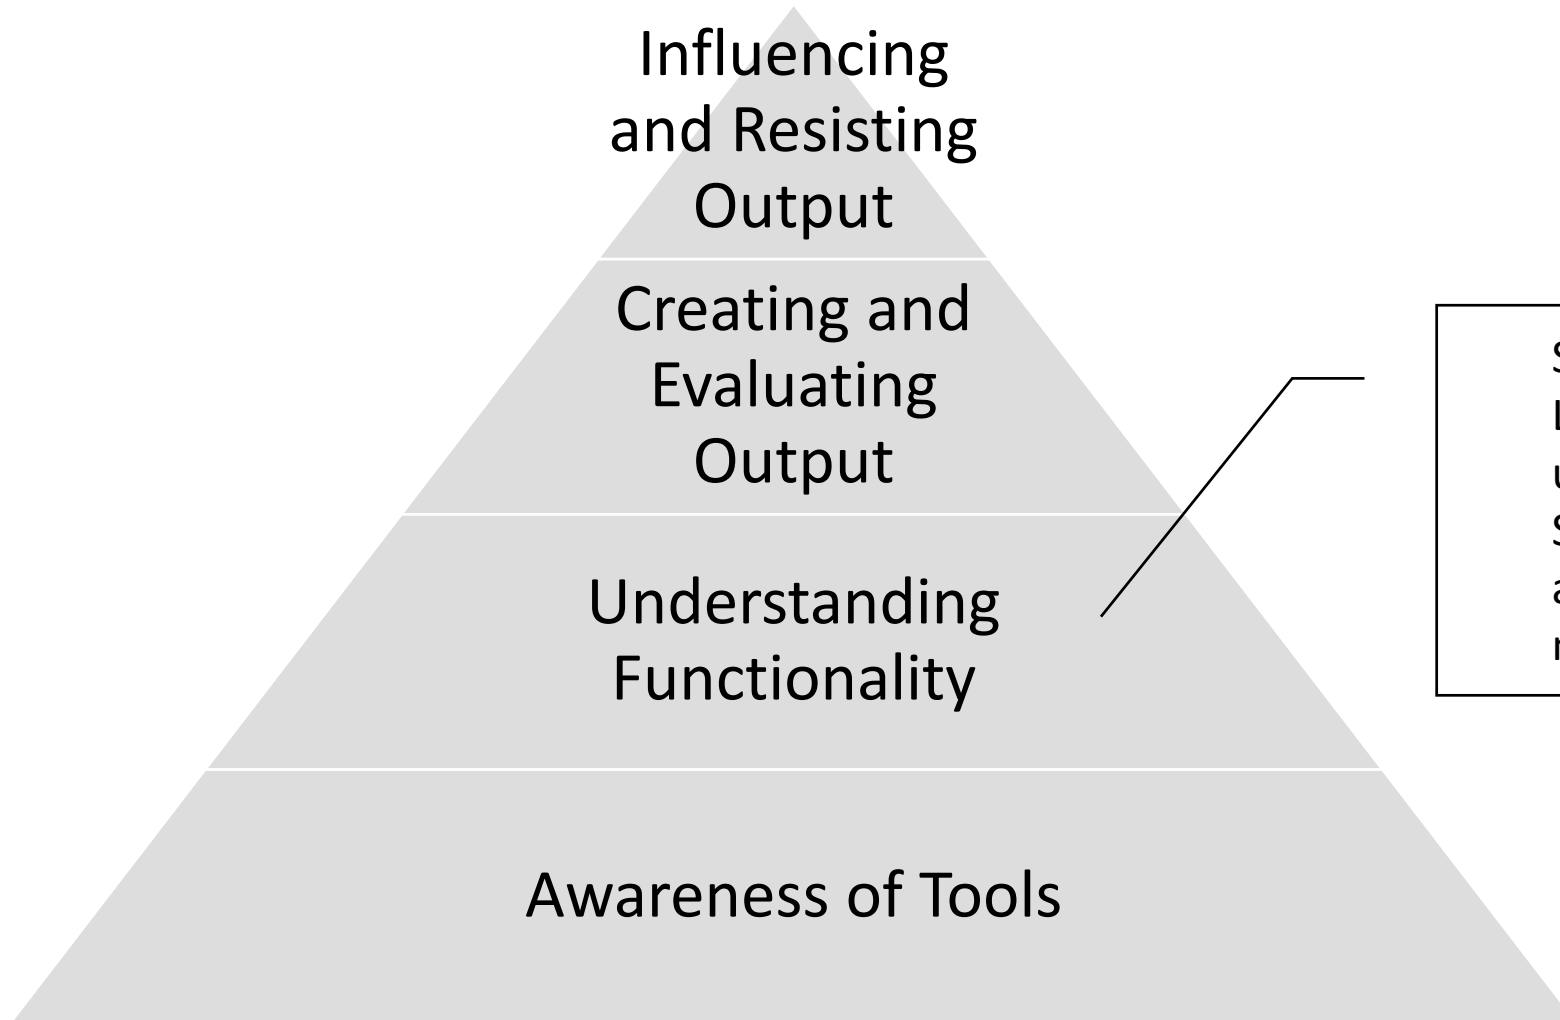 Influencing
and Resisting
Output
Creating and
Evaluating
Output
Understanding
Functionality
Awareness of Tools